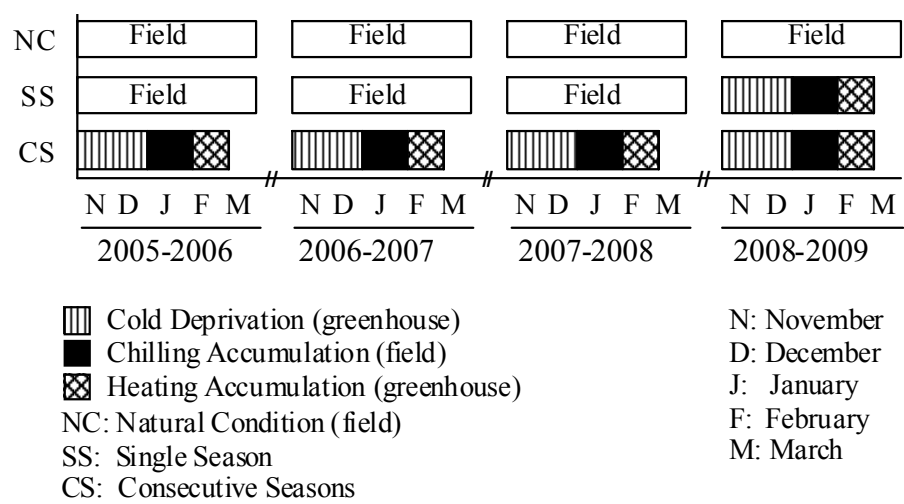 NC Field Field Field Field
SS Field Field Field
CS
N D J F M N D J F M N D J F M N D J F M
2005-2006 2006-2007 2007-2008 2008-2009
Cold Deprivation (greenhouse)
Chilling Accumulation (field)
Heating Accumulation (greenhouse)
NC: Natural Condition (field)
SS: Single Season
CS: Consecutive Seasons
N: November
D: December
J: January
F: February
M: March